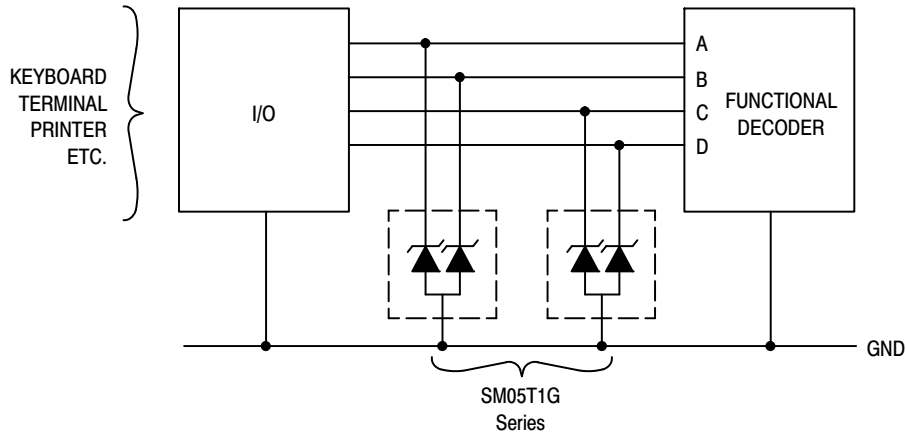 KEYBOARD
TERMINAL
PRINTER
ETC.
I/O
A
B
C
D
FUNCTIONAL
DECODER
GND
SM05T1G
Series